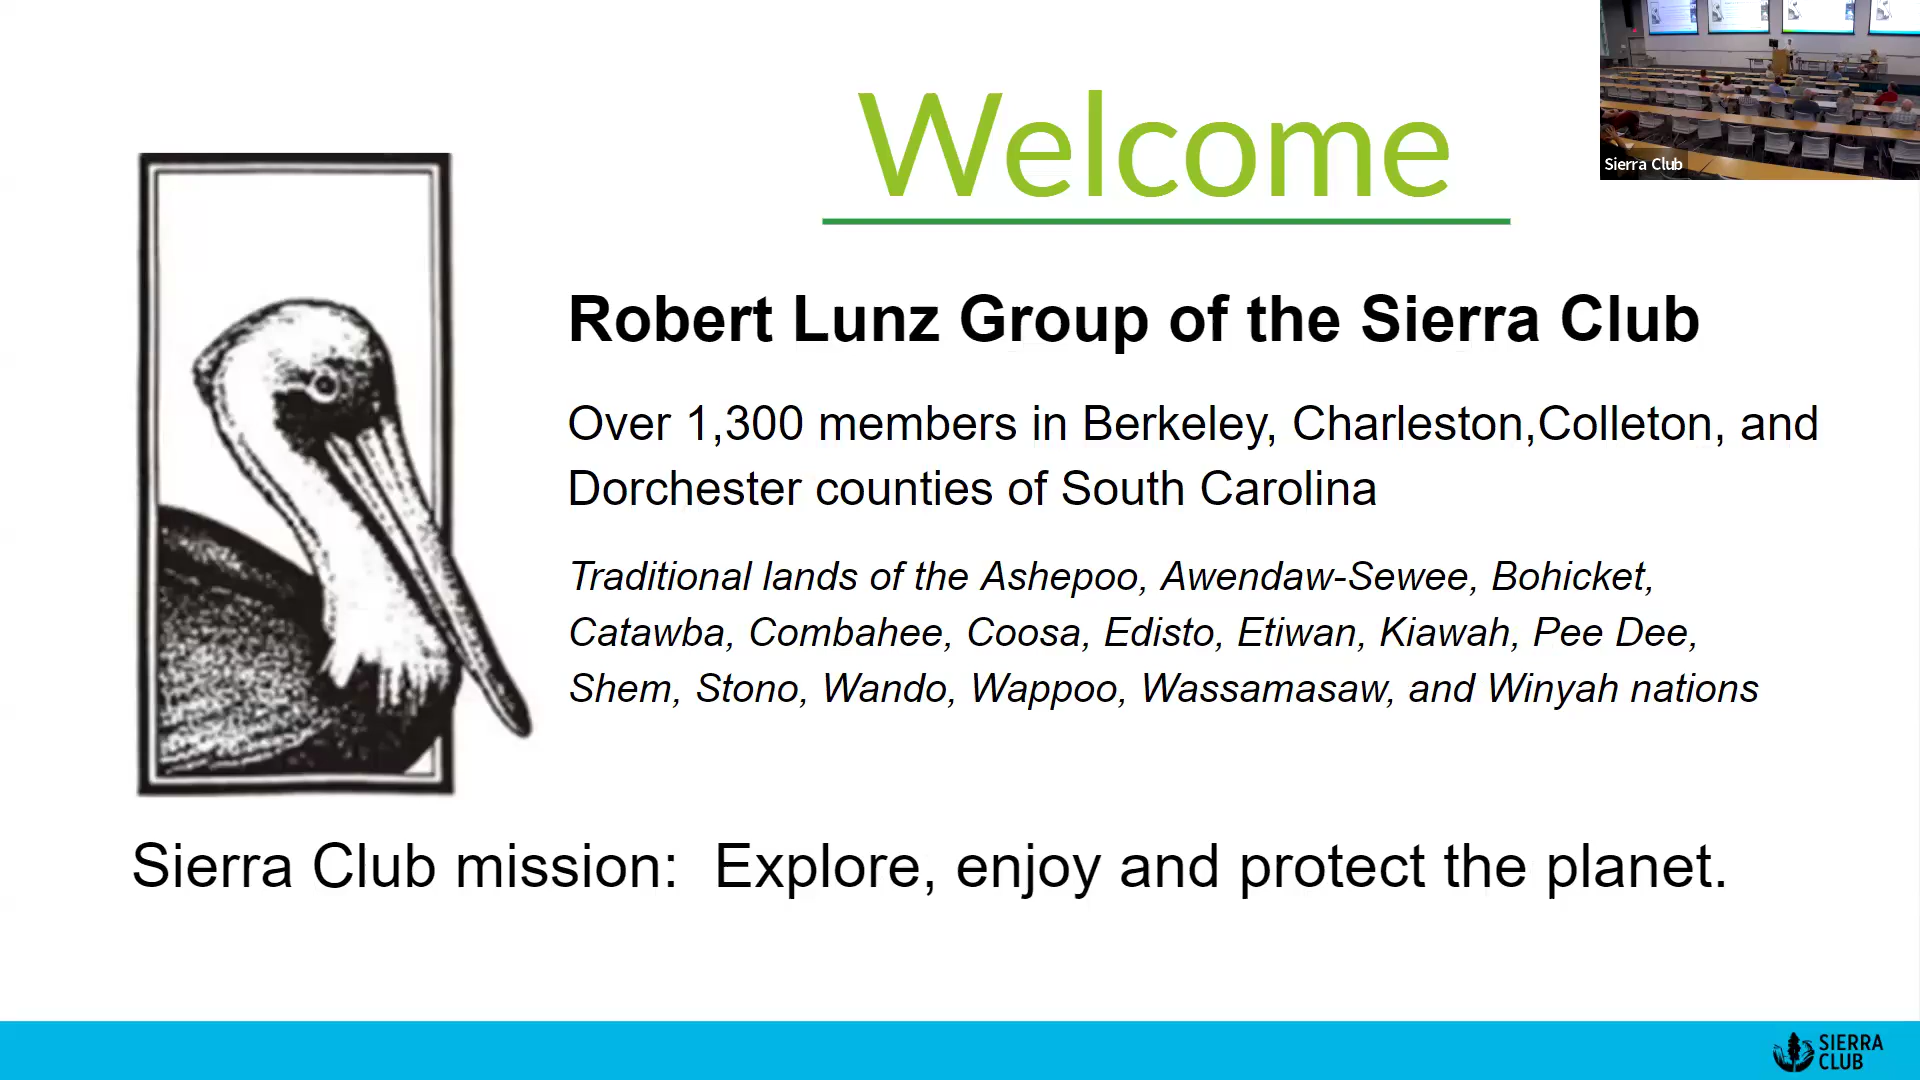 Welcome
Sierra Club
Robert Lunz Group of the Sierra Club
Over 1,300 members in Berkeley, Charleston,Colleton, and
Dorchester counties of South Carolina
Traditional lands of the Ashepoo, Awendaw-Sewee, Bohicket,
Catawba, Combahee, Coosa, Edisto, Etiwan, Kiawah, Pee Dee,
Shem, Stono, Wando, Wappoo, Wassamasaw, and Winyah nations
Sierra Club mission:  Explore, enjoy and protect the planet.
SIERRA
CLUB